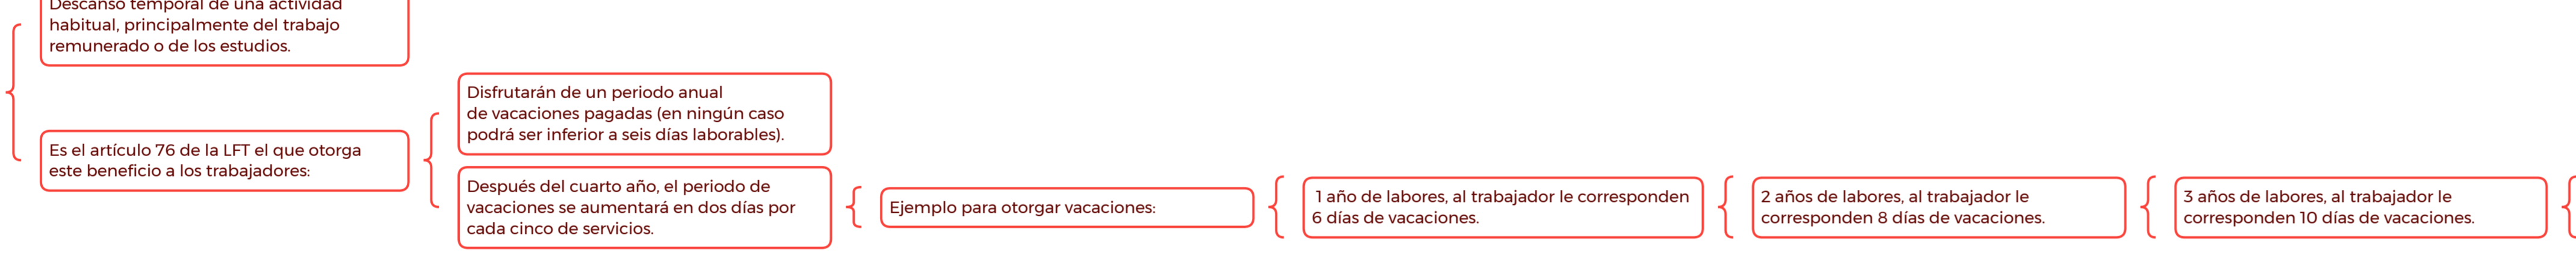 Descanso temporal de una actividad
habitual, principalmente del trabajo
remunerado o de los estudios.
Es el artículo 76 de la LFT el que otorga
este beneficio a los trabajadores:
Disfrutarán de un periodo anual
de vacaciones pagadas (en ningún caso
podrá ser inferior a seis días laborables).
Después del cuarto año, el periodo de
vacaciones se aumentará en dos días por
cada cinco de servicios.
Ejemplo para otorgar vacaciones:
1 año de labores, al trabajador le corresponden
6 días de vacaciones.
2 años de labores, al trabajador le
corresponden 8 días de vacaciones.
3 años de labores, al trabajador le
corresponden 10 días de vacaciones.